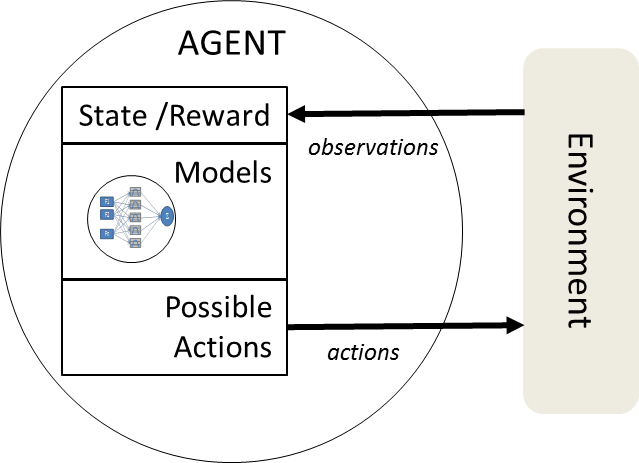 AGENT
State /Reward
observations
Models
Possible
Actions
actions
Environment